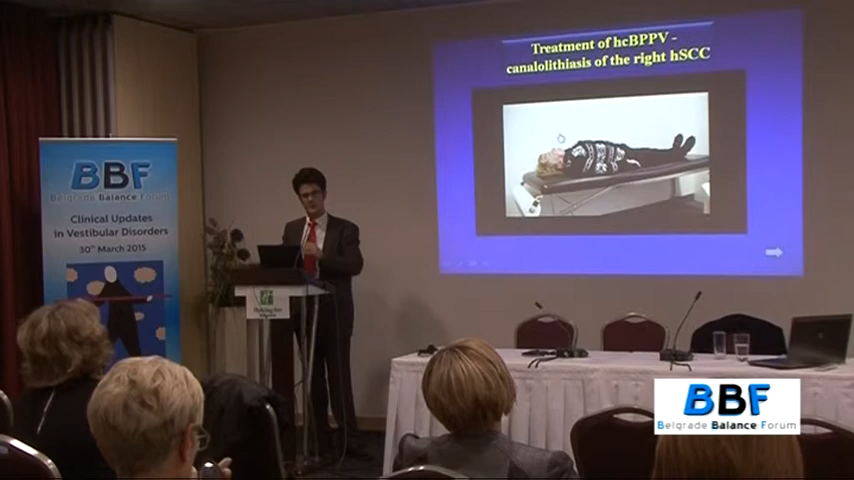 Treatment of hcBPPV -
canalolithiasis of the right hSCC
BBF
Belgrade Balance Forum
Clinical Updates
in Vestibular Disorders
30th March 2015
BBF
Belgrade Balance Forum